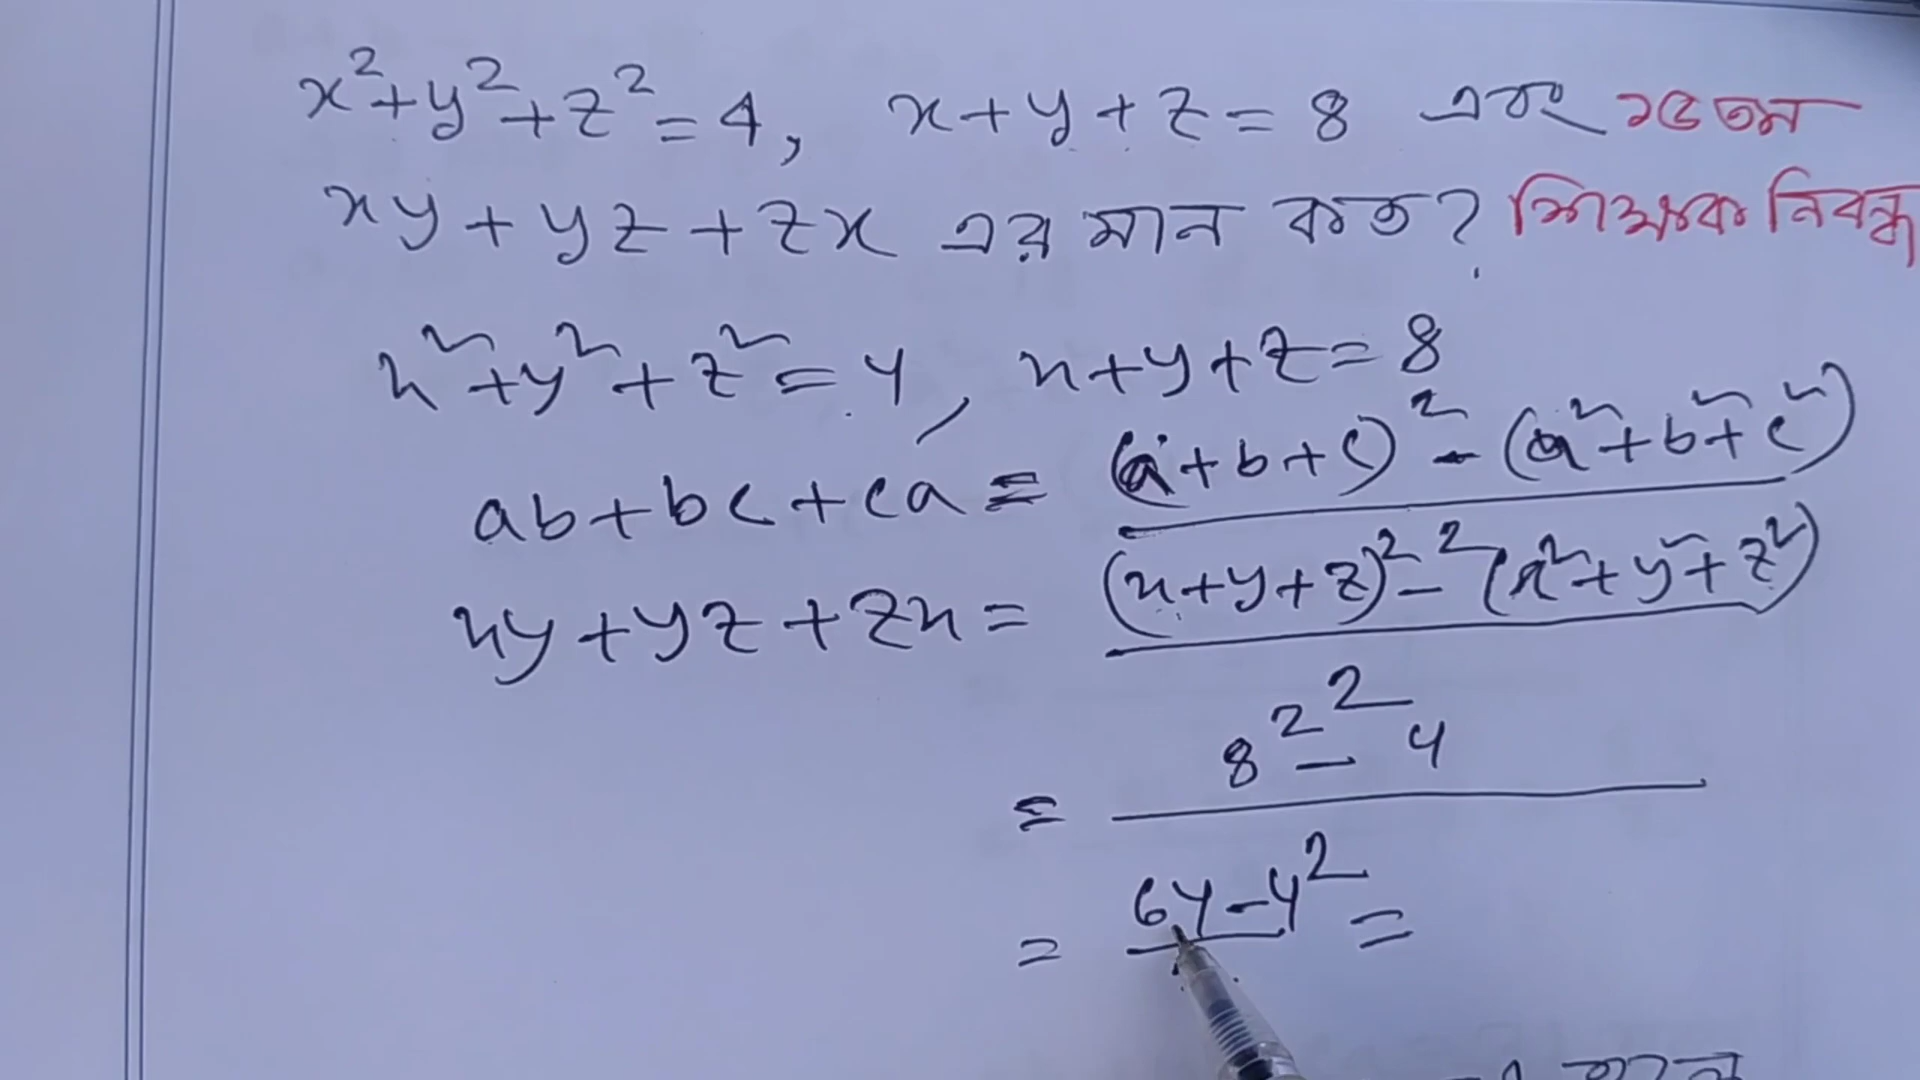 x²+y²+z²=4, x+y+z=8 এবং ১৩তম
xy+yz+zx এর মান কত? শিক্ষক নিবন্ধ
x²+y²+z²=4, x+y+z=8
ab+bc+ca = (a+b+c)² - (a²+b²+c²)
2
xy+yz+zx = (x+y+z)² - (x²+y²+z²)
2
= 8² - 4
2
= 64-4 =